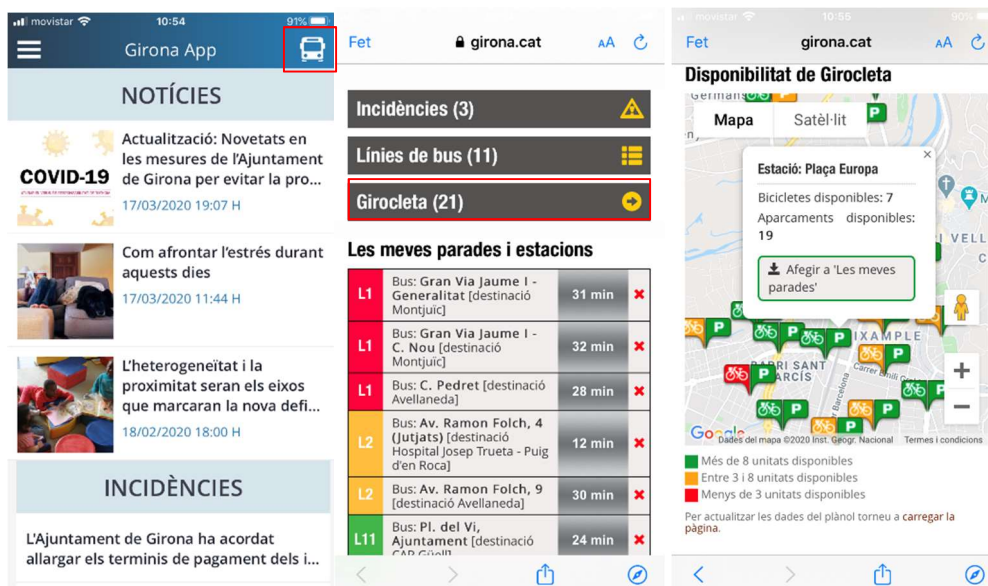 movistar 10:54 91%
Girona App
NOTÍCIES
COVID-19
Actualització: Novetats en
les mesures de l'Ajuntament
de Girona per evitar la pro...
17/03/2020 19:07 H
Com afrontar l'estrés durant
aquests dies
17/03/2020 11:44 H
L'heterogeneïtat i la
proximitat seran els eixos
que marcaran la nova defi...
18/02/2020 18:00 H
INCIDÈNCIES
L'Ajuntament de Girona ha acordat
allargar els terminis de pagament dels i...
Fet girona.cat AA
Incidències (3)
Línies de bus (11)
Girocleta (21)
Les meves parades i estacions
L1 Bus: Gran Via Jaume I -
Generalitat [destinació
Montjuïc]
31 min
L1 Bus: Gran Via Jaume I -
C. Nou [destinació
Montjuïc]
32 min
L1 Bus: C. Pedret [destinació
Avellaneda]
28 min
L2 Bus: Av. Ramon Folch, 4
(Jutjats) [destinació
Hospital Josep Trueta - Puig
d'en Roca]
12 min
L2 Bus: Av. Ramon Folch, 9
[destinació Avellaneda]
30 min
L11 Bus: Pl. del Vi,
Ajuntament [destinació
CAP Güell]
24 min
movistar 10:55 90%
Fet girona.cat AA
Disponibilitat de Girocleta
Germans
Mapa Satèl·lit
P
Estació: Plaça Europa
Bicicletes disponibles: 7
Aparcaments disponibles:
19
Afegir a 'Les meves
parades'
I VELL
EIXAMPLE
P P P P
BARRI SANT
NARCÍS
P P
Carrer Emili
Barcelona
P P P
Google
Dades del mapa ©2020 Inst. Geogr. Nacional Termes i condicions
Més de 8 unitats disponibles
Entre 3 i 8 unitats disponibles
Menys de 3 unitats disponibles
Per actualitzar les dades del plànol torneu a carregar la
pàgina.